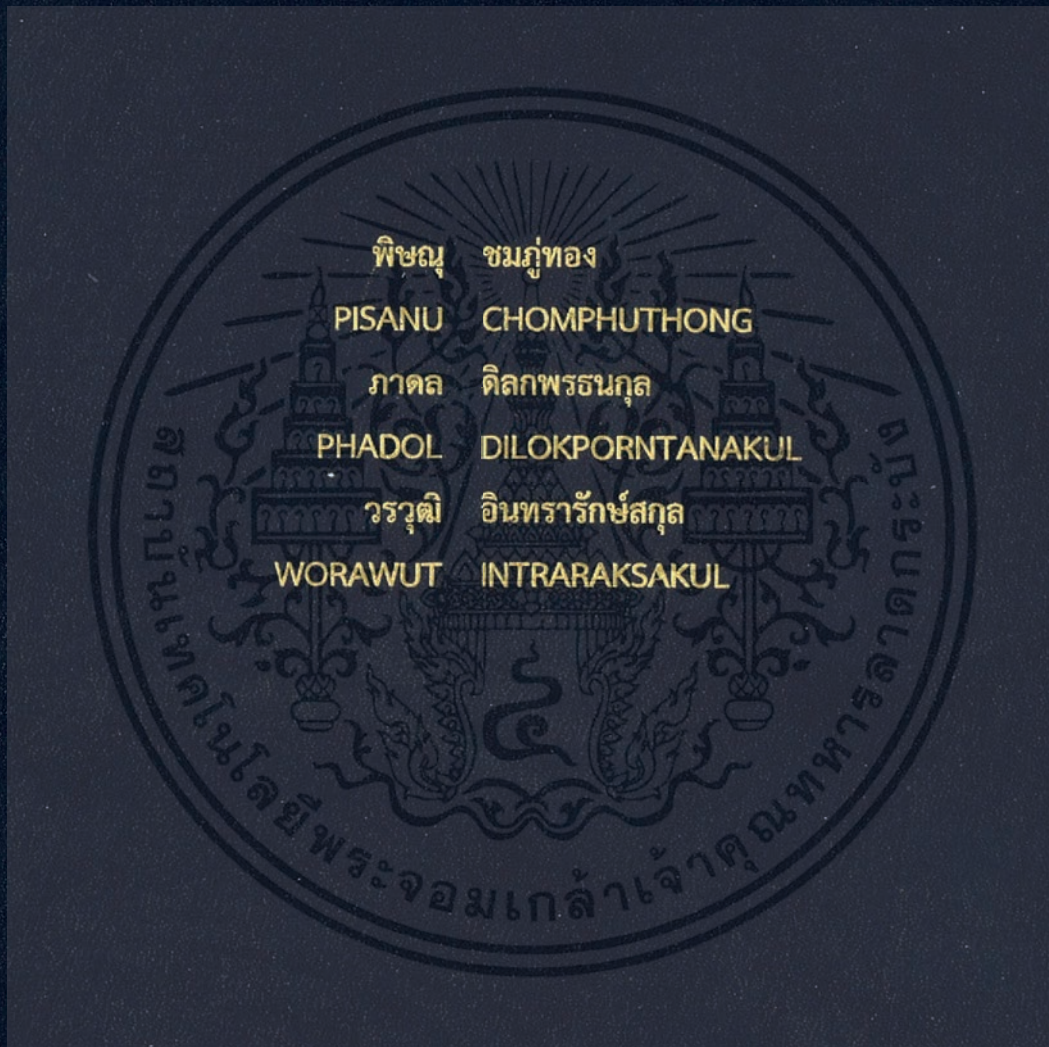 พิษณุ ชมภู่ทอง
PISANU CHOMPHUTHONG
ภาดล ดิลกพรธนกุล
PHADOL DILOKPORNTANAKUL
วรวุฒิ อินทรารักษ์สกุล
WORAWUT INTRARAKSAKUL
๔
สถาบันเทคโนโลยีพระจอมเกล้าเจ้าคุณทหารลาดกระบัง